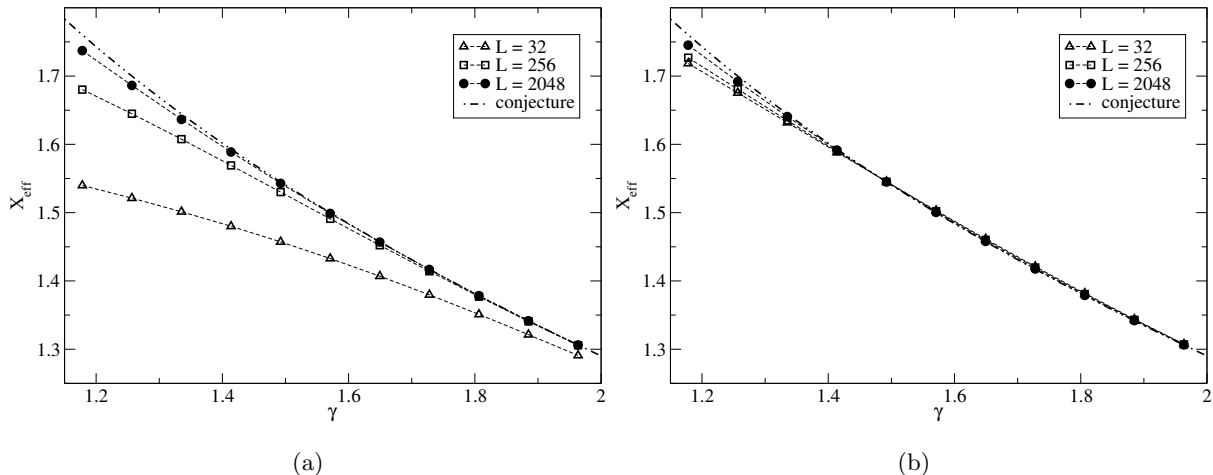 1.7
1.6
1.5
1.4
1.3
X_eff
1.2
1.4
1.6
1.8
2
γ
L = 32
L = 256
L = 2048
conjecture
(a)
1.7
1.6
1.5
1.4
1.3
X_eff
1.2
1.4
1.6
1.8
2
γ
L = 32
L = 256
L = 2048
conjecture
(b)